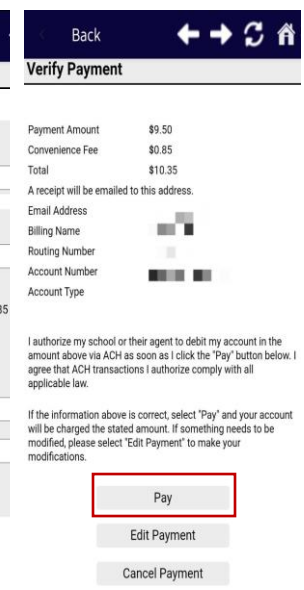 Back
Verify Payment
Payment Amount $9.50
Convenience Fee $0.85
Total $10.35
A receipt will be emailed to this address.
Email Address
Billing Name
Routing Number
Account Number
Account Type
35
I authorize my school or their agent to debit my account in the
amount above via ACH as soon as I click the "Pay" button below. I
agree that ACH transactions I authorize comply with all
applicable law.
If the information above is correct, select "Pay" and your account
will be charged the stated amount. If something needs to be
modified, please select "Edit Payment" to make your
modifications.
Pay
Edit Payment
Cancel Payment